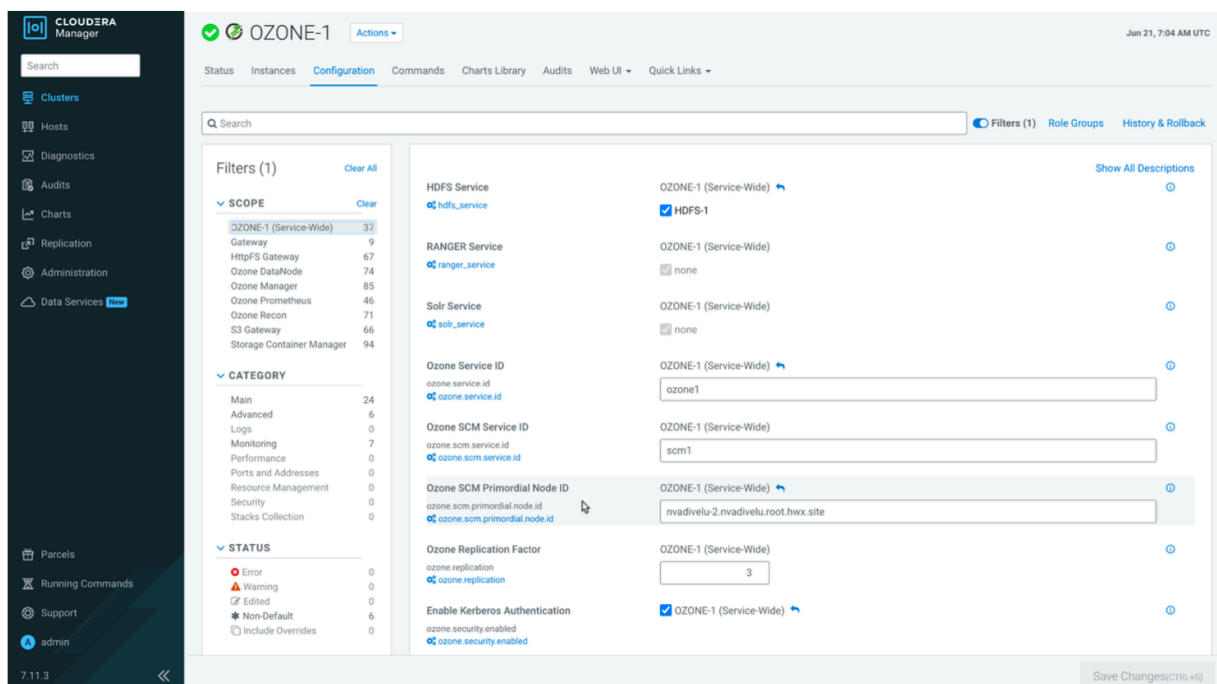 CLOUDERA
Manager
Search
Clusters
Hosts
Diagnostics
Audits
Charts
Replication
Administration
Data Services New
Parcels
Running Commands
Support
A admin
7.11.3
OZONE-1 Actions
Jun 21, 7:04 AM UTC
Status Instances Configuration Commands Charts Library Audits Web UI Quick Links
Search
Filters (1) Role Groups History & Rollback
Filters (1) Clear All
SCOPE Clear
OZONE-1 (Service-Wide) 37
Gateway 9
HttpFS Gateway 67
Ozone DataNode 74
Ozone Manager 85
Ozone Prometheus 46
Ozone Recon 71
S3 Gateway 66
Storage Container Manager 94
CATEGORY
Main 24
Advanced 6
Logs 0
Monitoring 7
Performance 0
Ports and Addresses 0
Resource Management 0
Security 0
Stacks Collection 0
STATUS
Error 0
Warning 0
Edited 0
Non-Default 6
Include Overrides 0
Show All Descriptions
HDFS Service OZONE-1 (Service-Wide)
hdfs_service
HDFS-1
RANGER Service OZONE-1 (Service-Wide)
ranger_service
none
Solr Service OZONE-1 (Service-Wide)
solr_service
none
Ozone Service ID OZONE-1 (Service-Wide)
ozone.service.id
ozone.service.id
ozone1
Ozone SCM Service ID OZONE-1 (Service-Wide)
ozone.scm.service.id
ozone.scm.service.id
scm1
Ozone SCM Primordial Node ID OZONE-1 (Service-Wide)
ozone.scm.primordial.node.id
ozone.scm.primordial.node.id
nvadivelu-2.nvadivelu.root.hwx.site
Ozone Replication Factor OZONE-1 (Service-Wide)
ozone.replication
ozone.replication
3
Enable Kerberos Authentication OZONE-1 (Service-Wide)
ozone.security.enabled
ozone.security.enabled
Save Changes(CTRL+S)